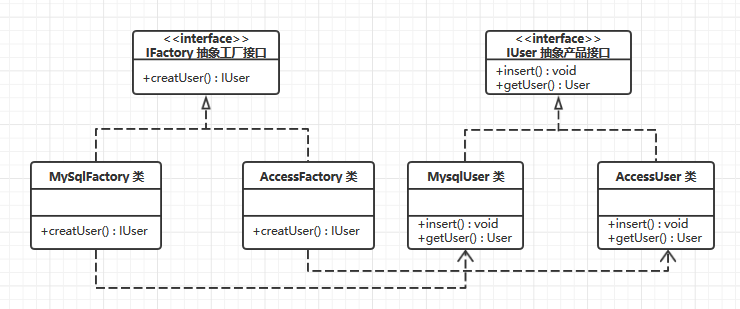 <<interface>>
IFactory 抽象工厂接口
+creatUser() : IUser
<<interface>>
IUser 抽象产品接口
+insert() : void
+getUser() : User
MySqlFactory 类
+creatUser() : IUser
AccessFactory 类
+creatUser() : IUser
MysqlUser 类
+insert() : void
+getUser() : User
AccessUser 类
+insert() : void
+getUser() : User